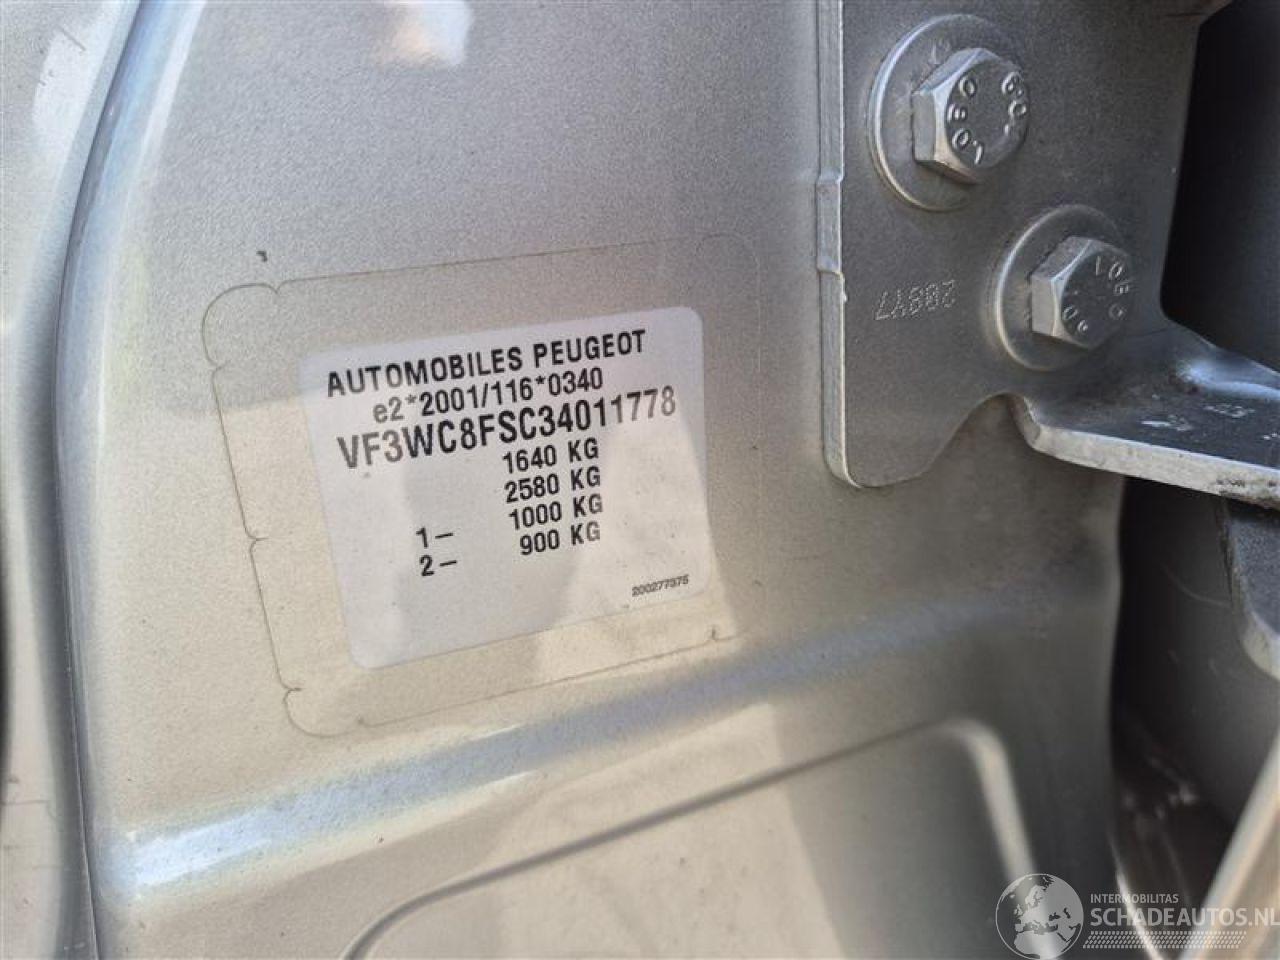 AUTOMOBILES PEUGEOT
e2*2001/116*0340
VF3WC8FSC34011778
1640 KG
2580 KG
1- 1000 KG
2- 900 KG
200277375
INTERMOBILITAS
SCHADEAUTOS.NL